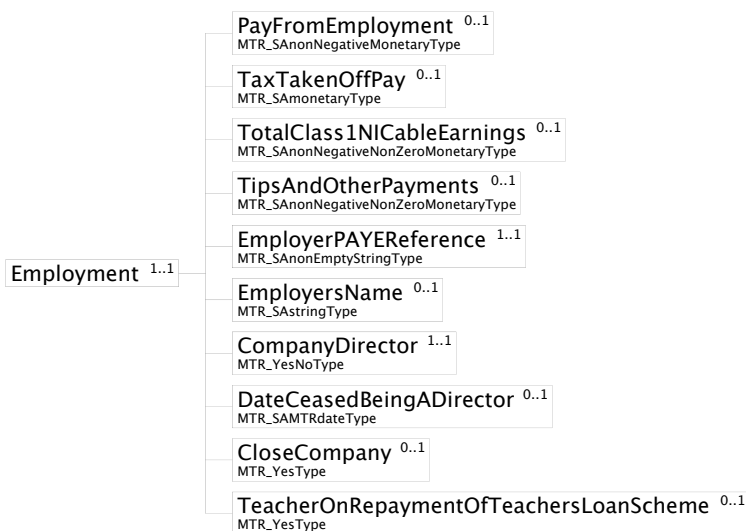 PayFromEmployment 0..1
MTR_SAnonNegativeMonetaryType
TaxTakenOffPay 0..1
MTR_SAmonetaryType
TotalClass1NICableEarnings 0..1
MTR_SAnonNegativeNonZeroMonetaryType
TipsAndOtherPayments 0..1
MTR_SAnonNegativeNonZeroMonetaryType
EmployerPAYEReference 1..1
MTR_SAnonEmptyStringType
Employment 1..1
EmployersName 0..1
MTR_SAstringType
CompanyDirector 1..1
MTR_YesNoType
DateCeasedBeingADirector 0..1
MTR_SAMTRdateType
CloseCompany 0..1
MTR_YesType
TeacherOnRepaymentOfTeachersLoanScheme 0..1
MTR_YesType